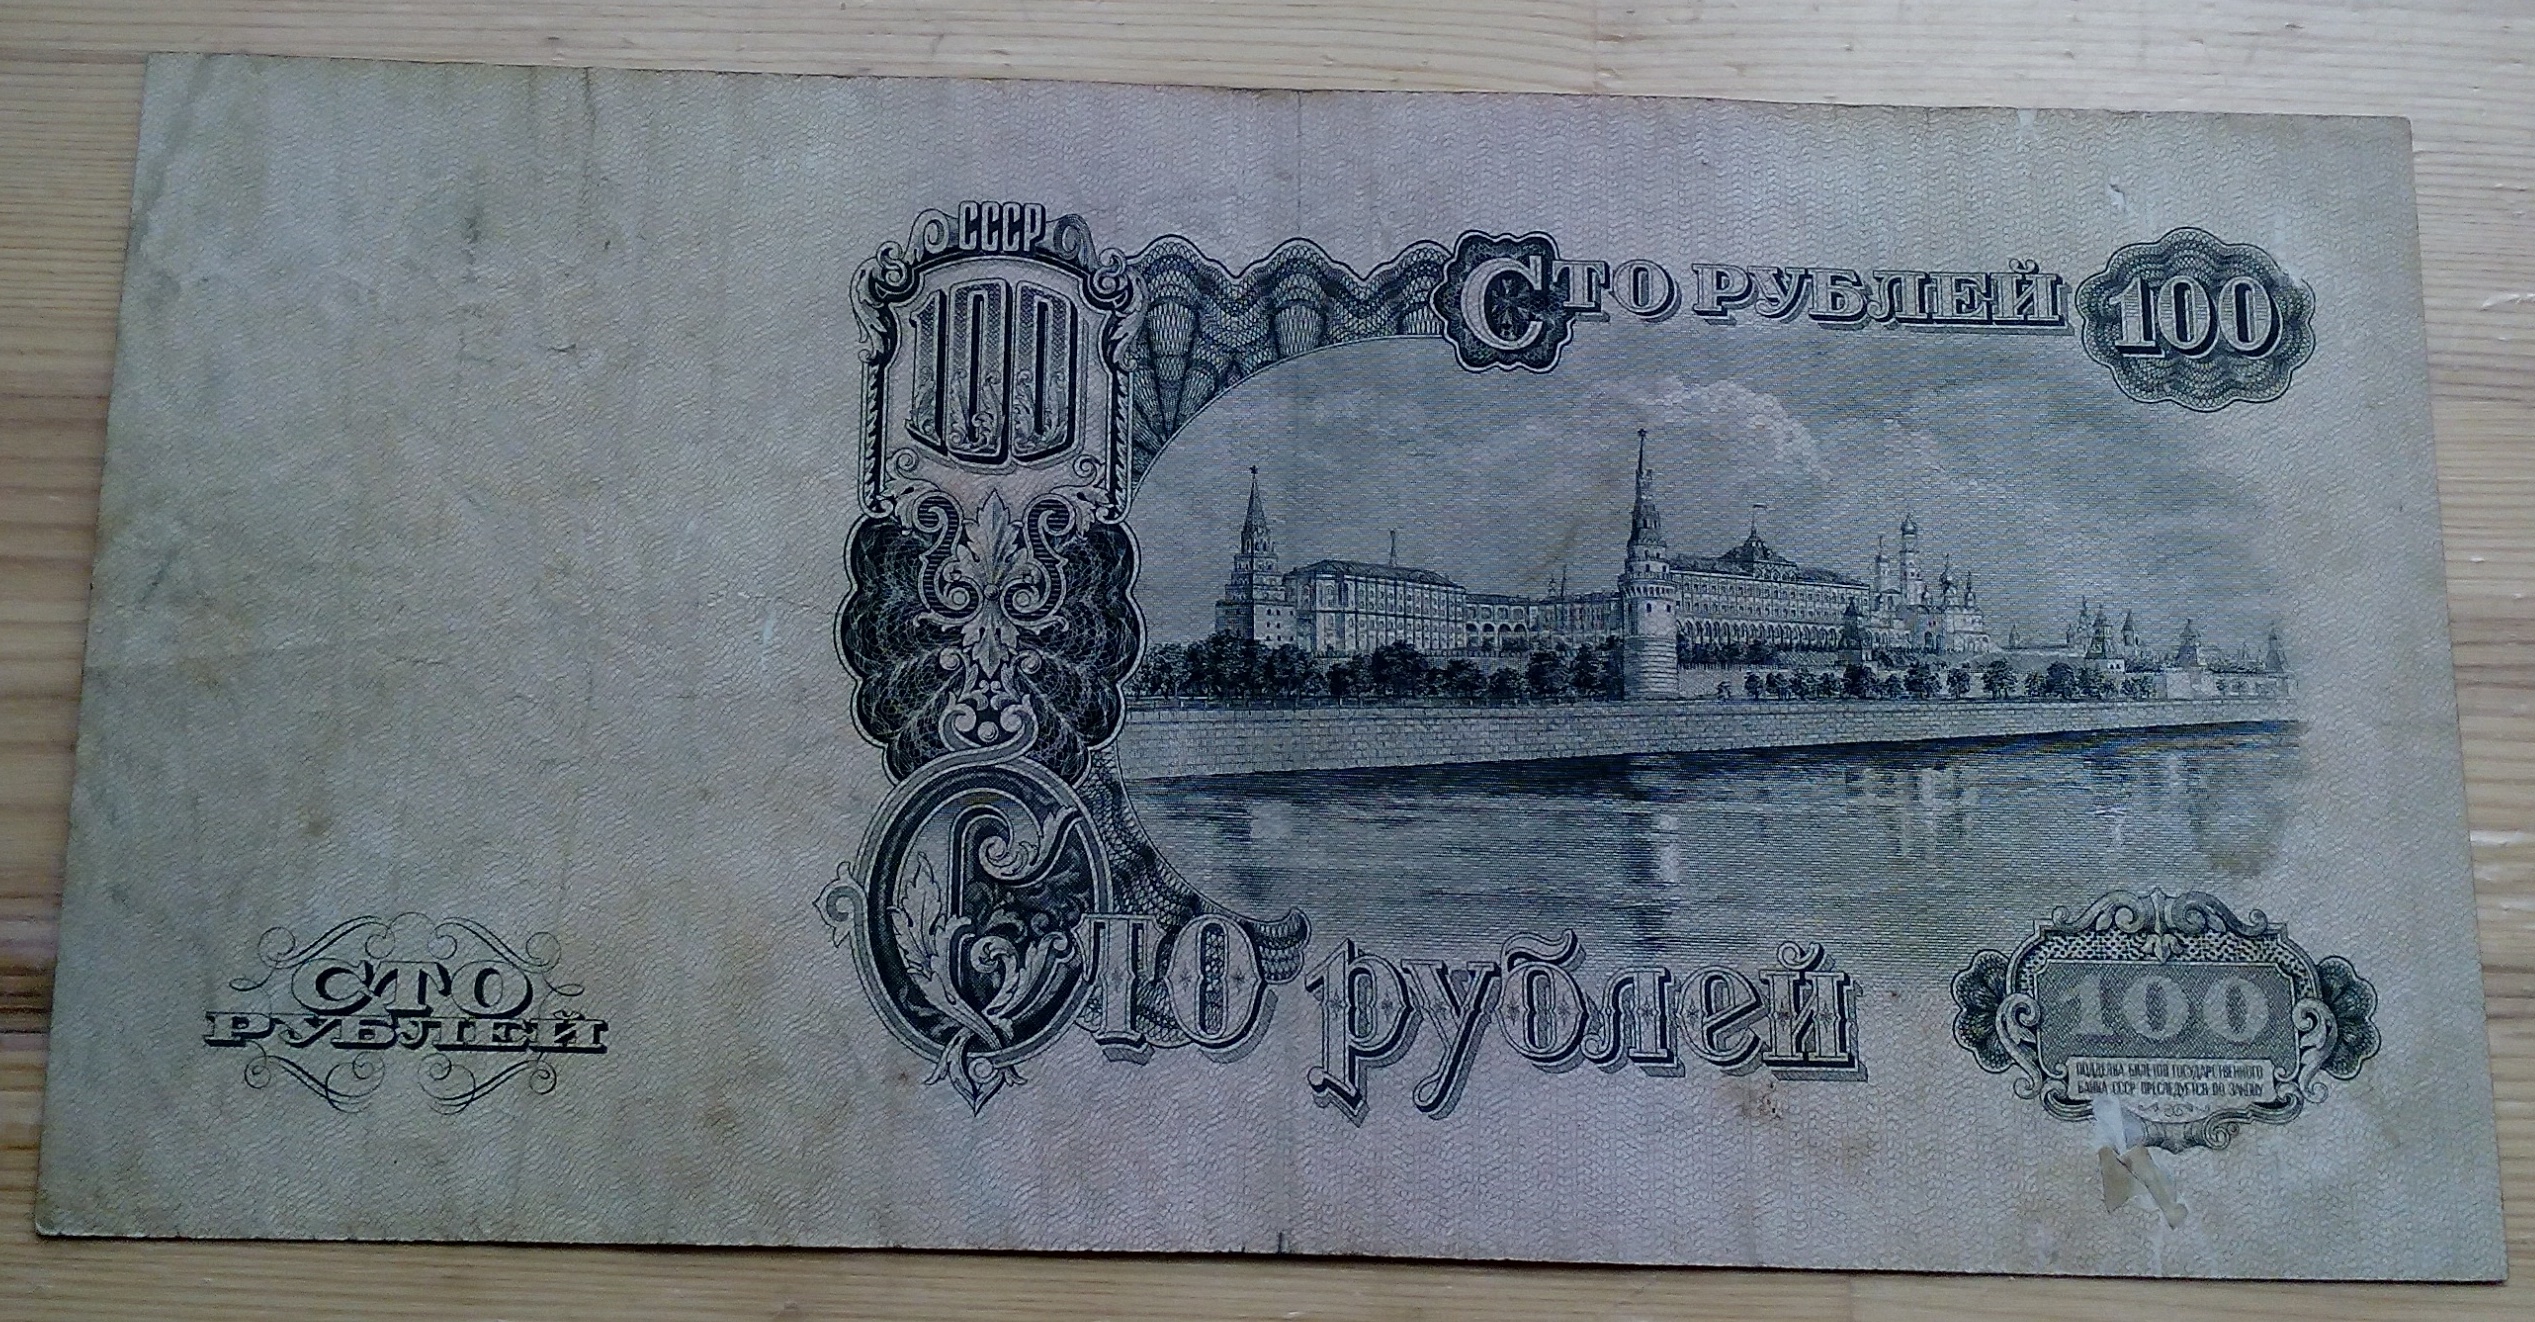 СССР
100
Сто рублей
100
Сто рублей
сто
рублей
100
ПОДДЕЛКА БИЛЕТОВ ГОСУДАРСТВЕННОГО
БАНКА СССР ПРЕСЛЕДУЕТСЯ ПО ЗАКОНУ